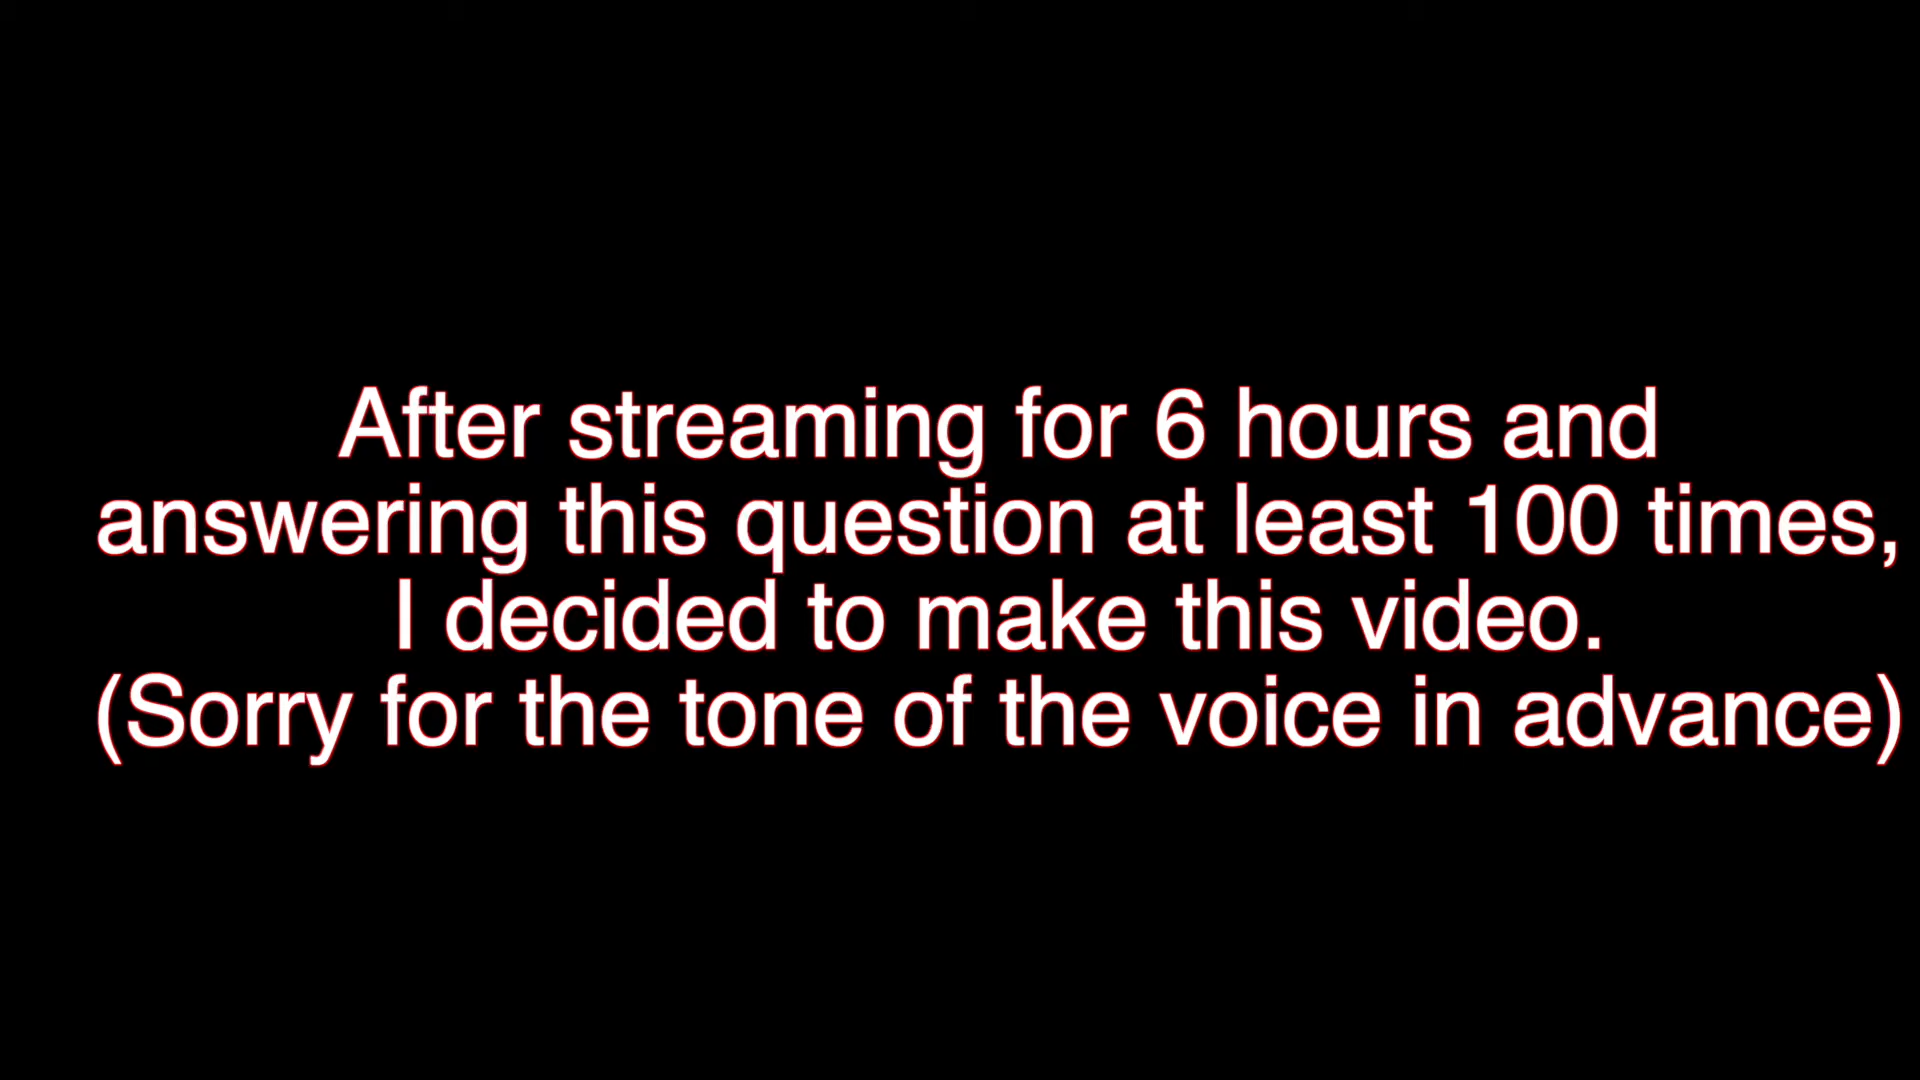 After streaming for 6 hours and
answering this question at least 100 times,
I decided to make this video.
(Sorry for the tone of the voice in advance)